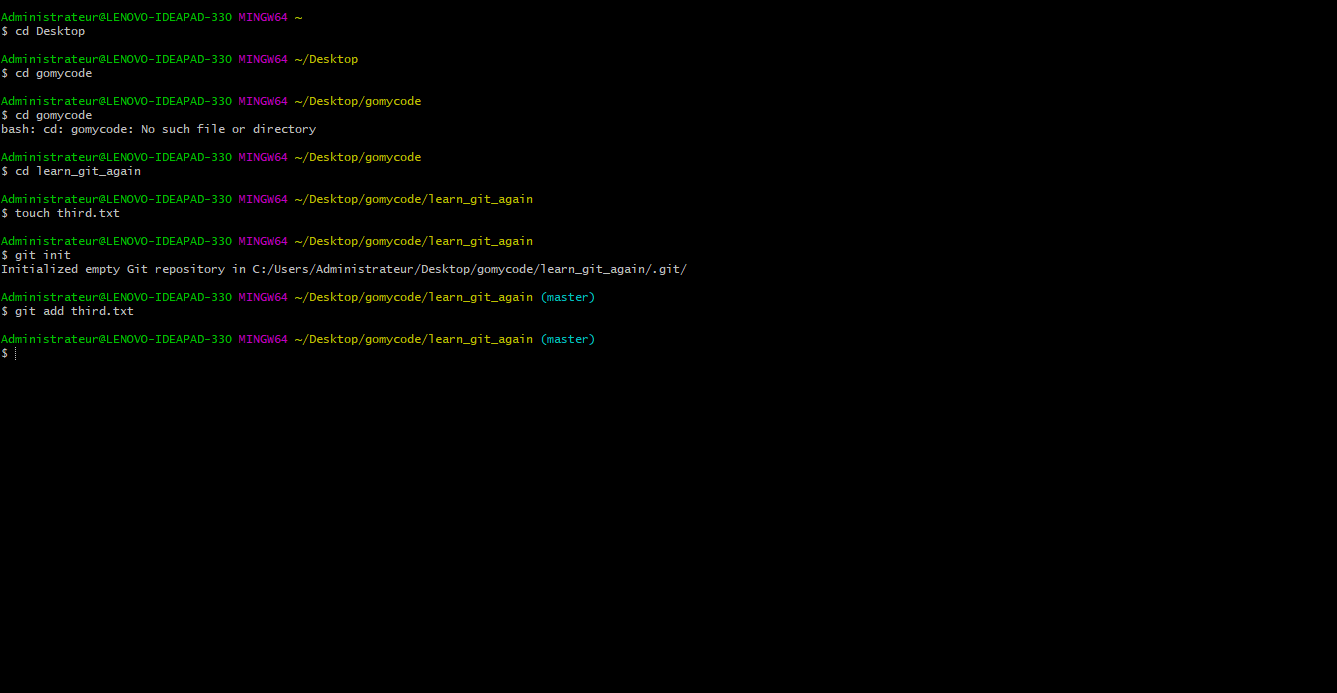 Administrateur@LENOVO-IDEAPAD-330 MINGW64 ~
$ cd Desktop
Administrateur@LENOVO-IDEAPAD-330 MINGW64 ~/Desktop
$ cd gomycode
Administrateur@LENOVO-IDEAPAD-330 MINGW64 ~/Desktop/gomycode
$ cd gomycode
bash: cd: gomycode: No such file or directory
Administrateur@LENOVO-IDEAPAD-330 MINGW64 ~/Desktop/gomycode
$ cd learn_git_again
Administrateur@LENOVO-IDEAPAD-330 MINGW64 ~/Desktop/gomycode/learn_git_again
$ touch third.txt
Administrateur@LENOVO-IDEAPAD-330 MINGW64 ~/Desktop/gomycode/learn_git_again
$ git init
Initialized empty Git repository in C:/Users/Administrateur/Desktop/gomycode/learn_git_again/.git/
Administrateur@LENOVO-IDEAPAD-330 MINGW64 ~/Desktop/gomycode/learn_git_again (master)
$ git add third.txt
Administrateur@LENOVO-IDEAPAD-330 MINGW64 ~/Desktop/gomycode/learn_git_again (master)
$